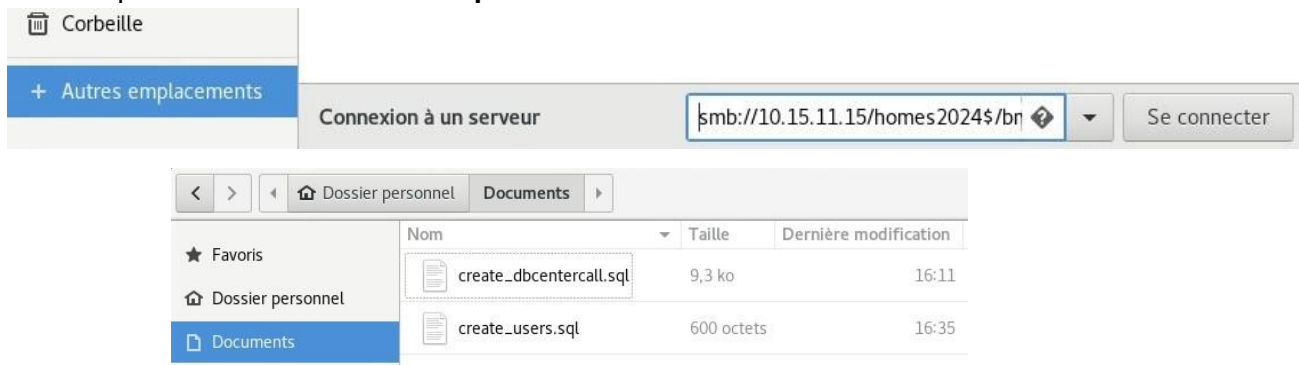 Corbeille
+ Autres emplacements
Connexion à un serveur
smb://10.15.11.15/homes2024$/br
Se connecter
Dossier personnel Documents
Nom Taille Dernière modification
Favoris
create_dbcentercall.sql 9,3 ko 16:11
Dossier personnel
create_users.sql 600 octets 16:35
Documents